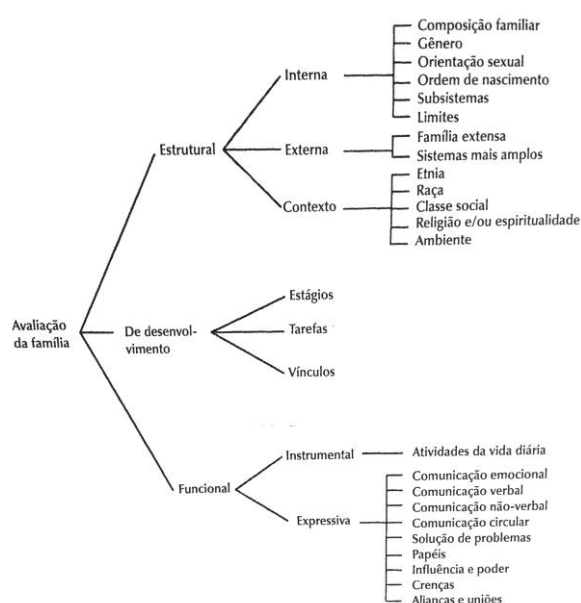 Composição familiar
Gênero
Orientação sexual
Interna
Ordem de nascimento
Subsistemas
Limites
Estrutural
Externa
Família extensa
Sistemas mais amplos
Etnia
Raça
Contexto
Classe social
Religião e/ou espiritualidade
Ambiente
Avaliação
da família
De desenvol-
vimento
Estágios
Tarefas
Vínculos
Funcional
Instrumental
Atividades da vida diária
Expressiva
Comunicação emocional
Comunicação verbal
Comunicação não-verbal
Comunicação circular
Solução de problemas
Papéis
Influência e poder
Crenças
Alianças e uniões